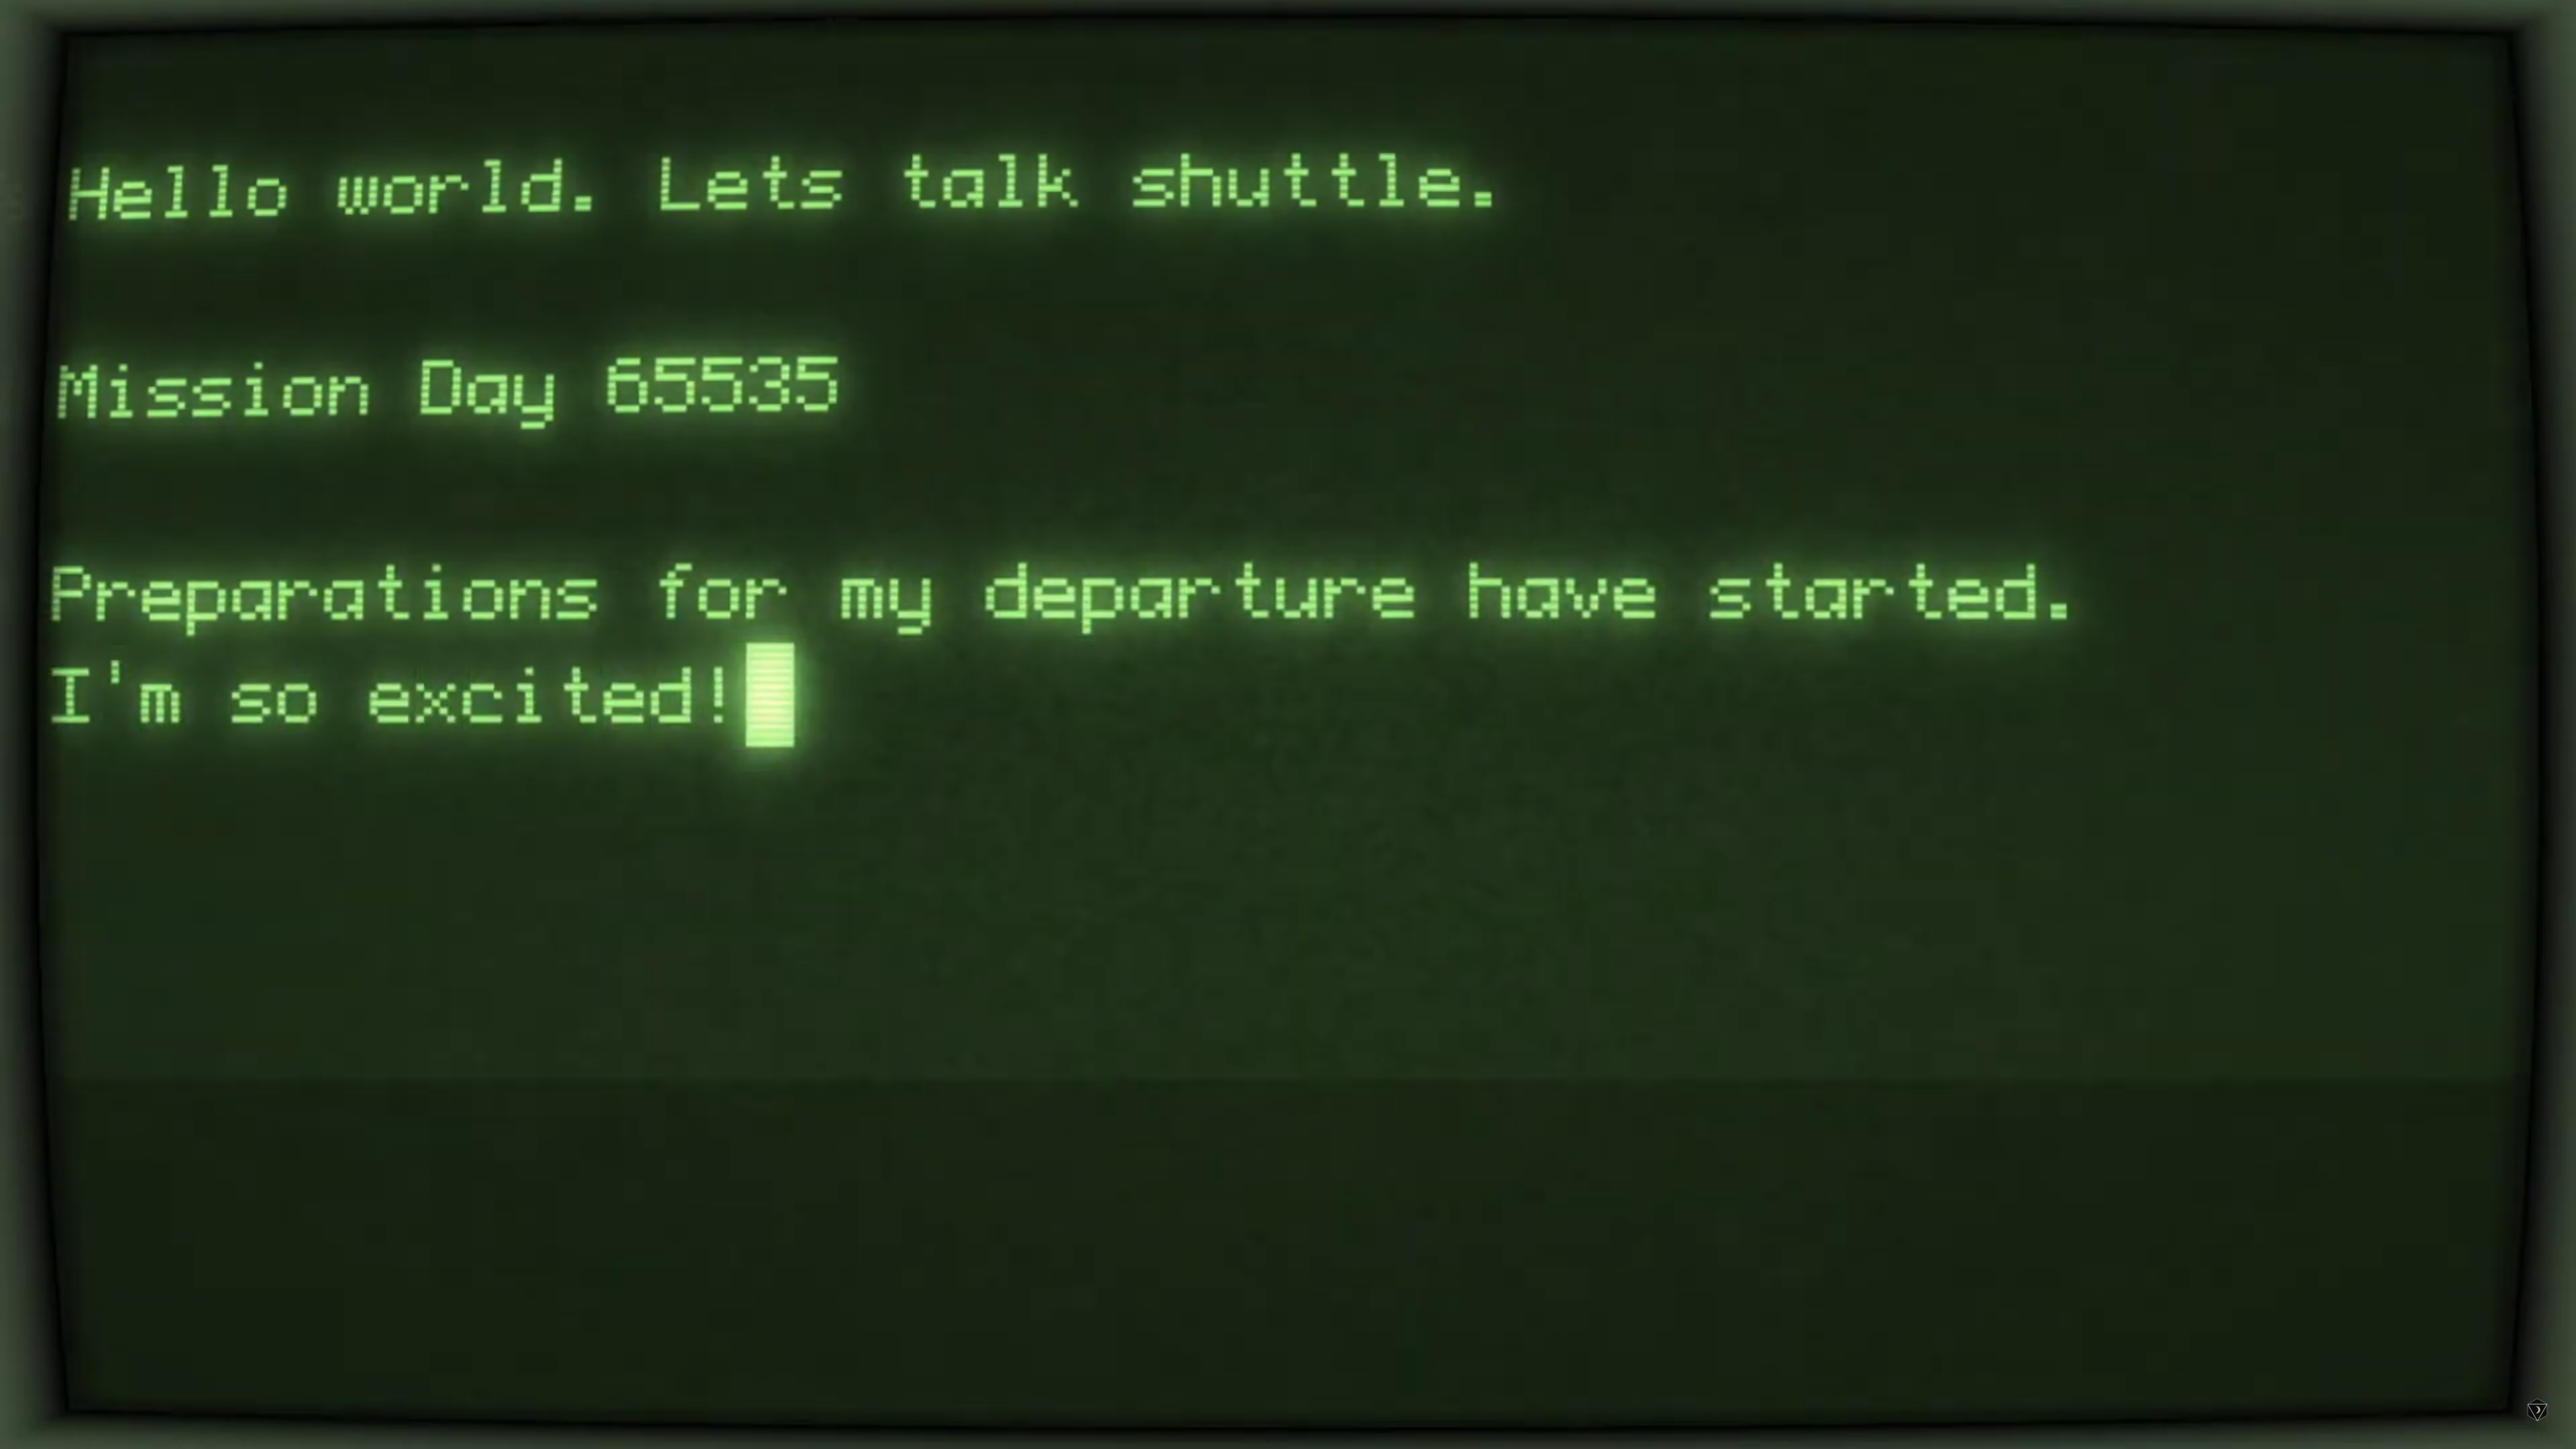 Hello world. Lets talk shuttle.
Mission Day 65535
Preparations for my departure have started.
I'm so excited!